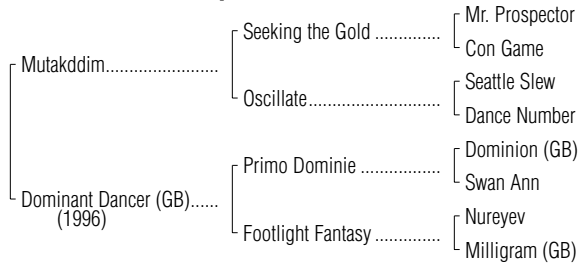 Mr. Prospector
Seeking the Gold ..............
Con Game
Mutakddim........................
Seattle Slew
Oscillate............................
Dance Number
Dominion (GB)
Primo Dominie .................
Swan Ann
Dominant Dancer (GB)......
(1996)
Nureyev
Footlight Fantasy ..............
Milligram (GB)